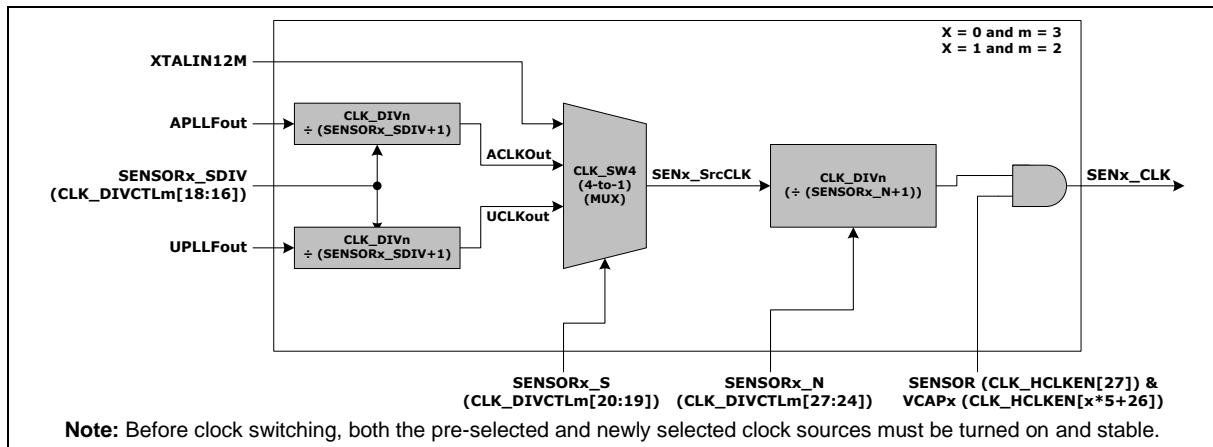 X = 0 and m = 3
X = 1 and m = 2
XTALIN12M
APLLFout
CLK_DIVn
÷ (SENSORx_SDIV+1)
ACLKOut
SENSORx_SDIV
(CLK_DIVCTLm[18:16])
CLK_SW4
(4-to-1)
(MUX)
SENx_SrcCLK
CLK_DIVn
(÷ (SENSORx_N+1))
SENx_CLK
UCLKout
UPLLFout
CLK_DIVn
÷ (SENSORx_SDIV+1)
SENSORx_S
(CLK_DIVCTLm[20:19])
SENSORx_N
(CLK_DIVCTLm[27:24])
SENSOR (CLK_HCLKEN[27]) &
VCAPx (CLK_HCLKEN[x*5+26])
Note: Before clock switching, both the pre-selected and newly selected clock sources must be turned on and stable.